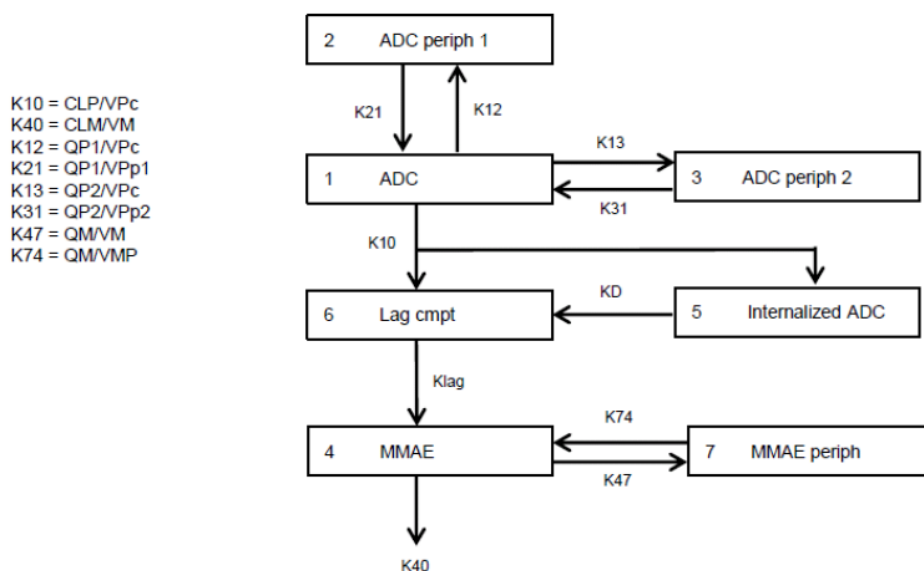 2 ADC periph 1
K10 = CLP/VPc
K40 = CLM/VM
K12 = QP1/VPc
K21 = QP1/VPp1
K13 = QP2/VPc
K31 = QP2/VPp2
K47 = QM/VM
K74 = QM/VMP
K21
K12
K13
1 ADC
3 ADC periph 2
K31
K10
KD
6 Lag cmpt
5 Internalized ADC
Klag
K74
4 MMAE
7 MMAE periph
K47
K40